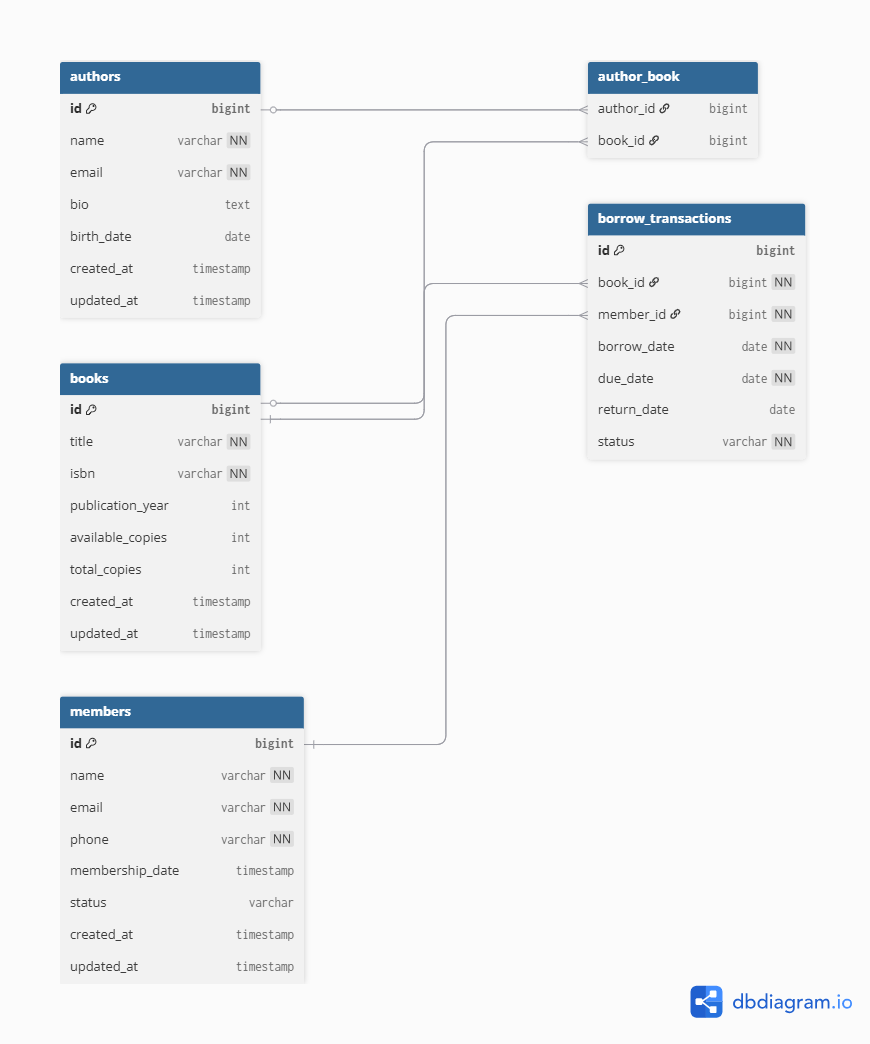 authors
id bigint
name varchar NN
email varchar NN
bio text
birth_date date
created_at timestamp
updated_at timestamp
books
id bigint
title varchar NN
isbn varchar NN
publication_year int
available_copies int
total_copies int
created_at timestamp
updated_at timestamp
members
id bigint
name varchar NN
email varchar NN
phone varchar NN
membership_date timestamp
status varchar
created_at timestamp
updated_at timestamp
author_book
author_id bigint
book_id bigint
borrow_transactions
id bigint
book_id bigint NN
member_id bigint NN
borrow_date date NN
due_date date NN
return_date date
status varchar NN
dbdiagram.io